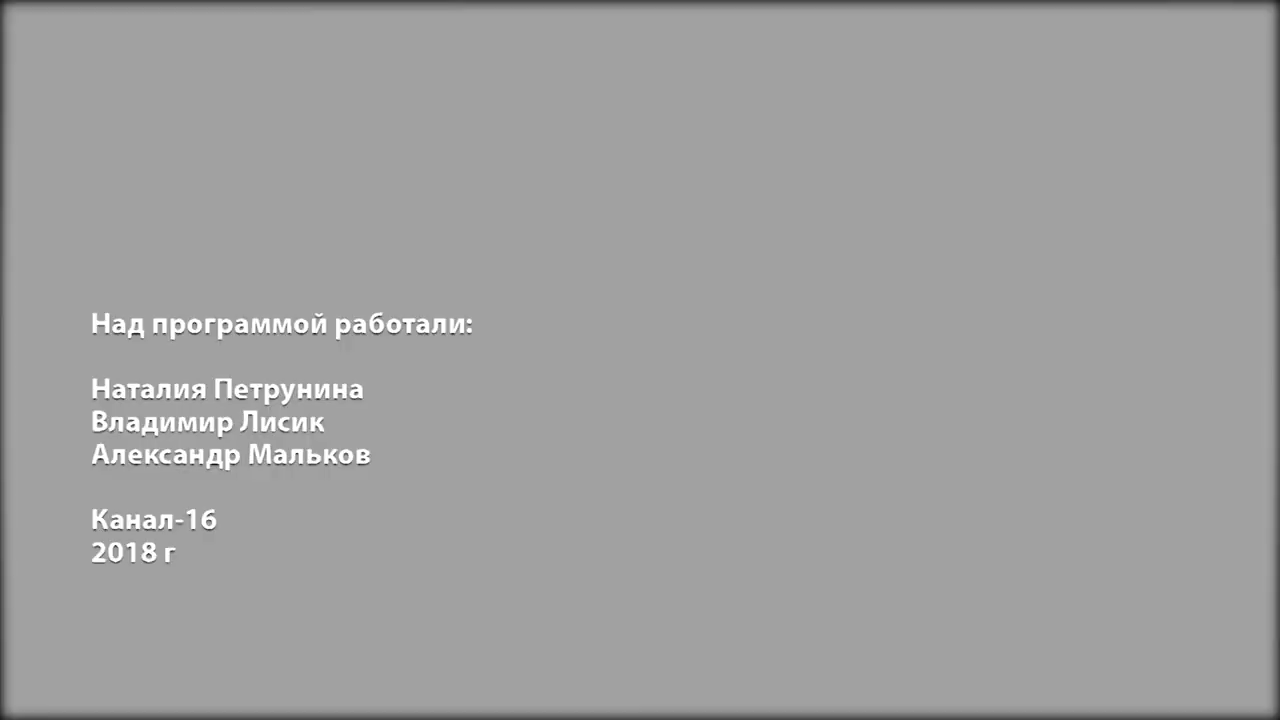 Над программой работали:
Наталия Петрунина
Владимир Лисик
Александр Мальков
Канал-16
2018 г